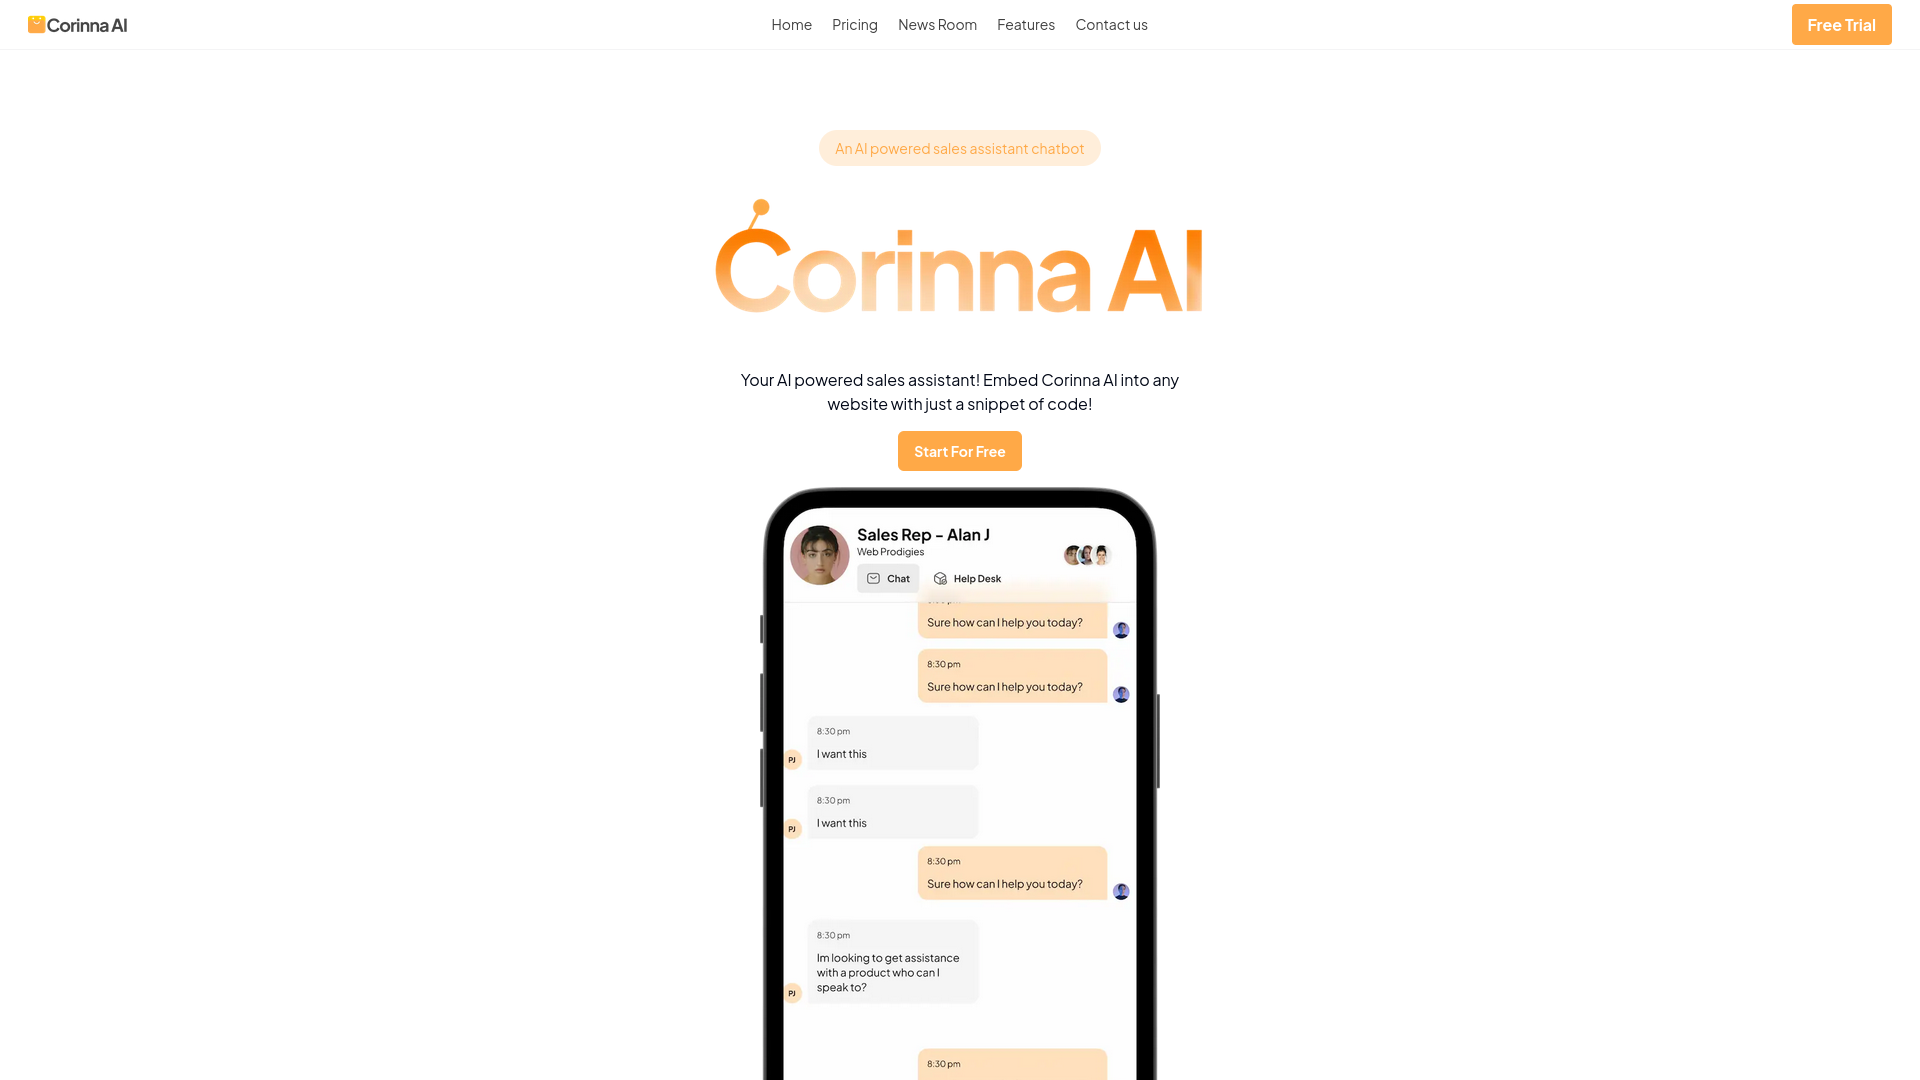 Corinna AI
Home
Pricing
News Room
Features
Contact us
Free Trial
An AI powered sales assistant chatbot
Corinna AI
Your AI powered sales assistant! Embed Corinna AI into any
website with just a snippet of code!
Start For Free
Sales Rep - Alan J
Web Prodigies
Chat
Help Desk
Sure how can I help you today?
8:30 pm
Sure how can I help you today?
8:30 pm
I want this
PJ
8:30 pm
I want this
PJ
8:30 pm
Sure how can I help you today?
8:30 pm
Im looking to get assistance
with a product who can I
speak to?
PJ
8:30 pm